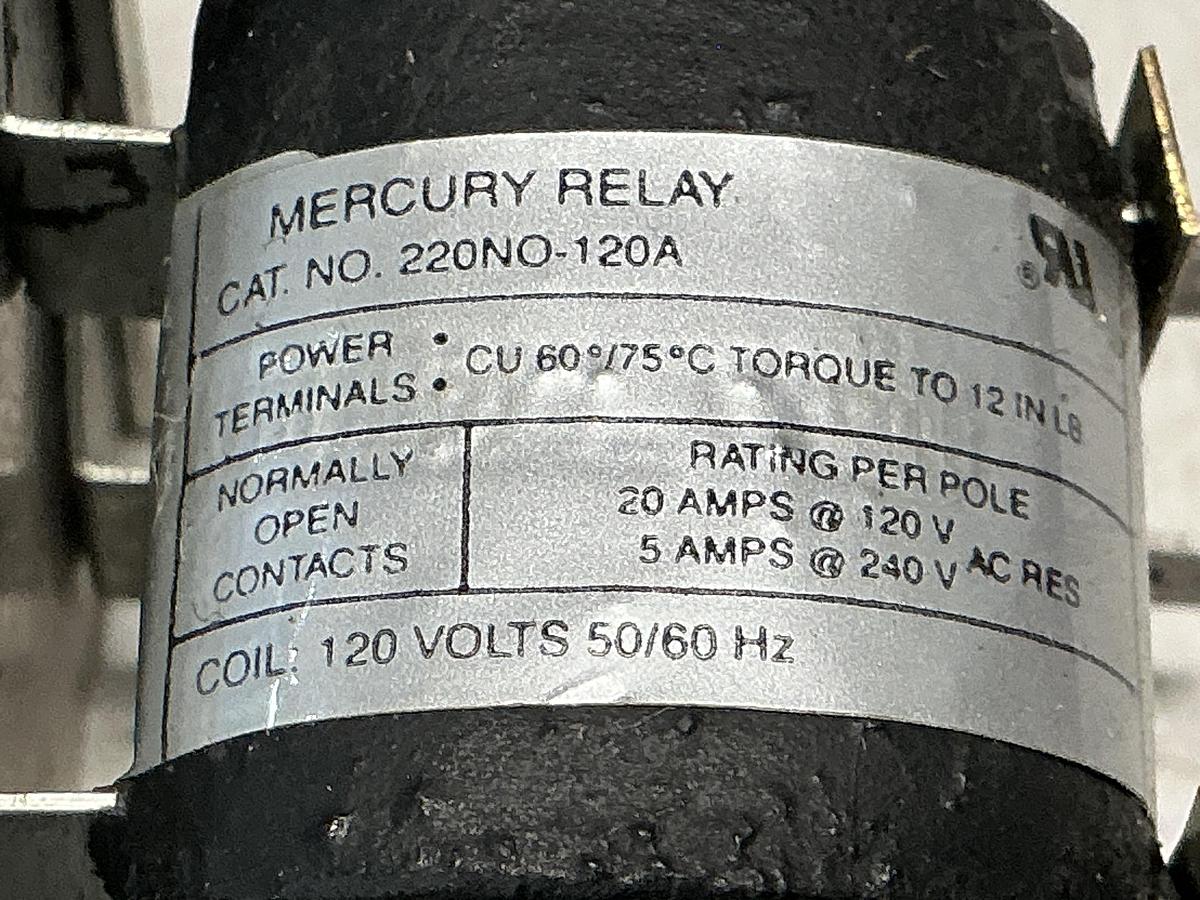 MERCURY RELAY
CAT. NO. 220NO-120A
POWER
TERMINALS
• CU 60°/75°C TORQUE TO 12 IN LB
•
NORMALLY
OPEN
CONTACTS
RATING PER POLE
20 AMPS @ 120 V
5 AMPS @ 240 V
AC RES
COIL: 120 VOLTS 50/60 Hz